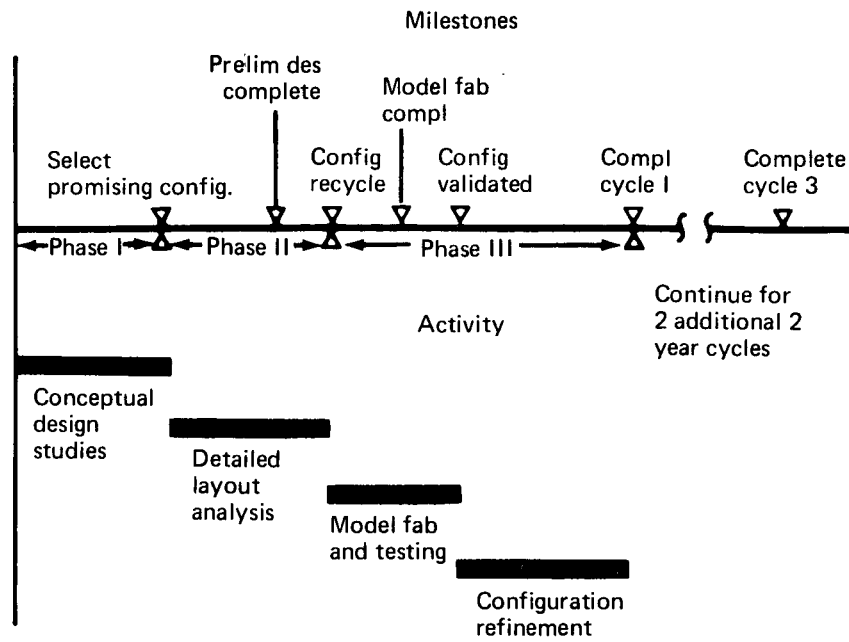 Milestones
Prelim des
complete
Model fab
compl
Select
promising config.
Config
recycle
Config
validated
Compl
cycle I
Complete
cycle 3
Phase I
Phase II
Phase III
Continue for
2 additional 2
year cycles
Activity
Conceptual
design
studies
Detailed
layout
analysis
Model fab
and testing
Configuration
refinement